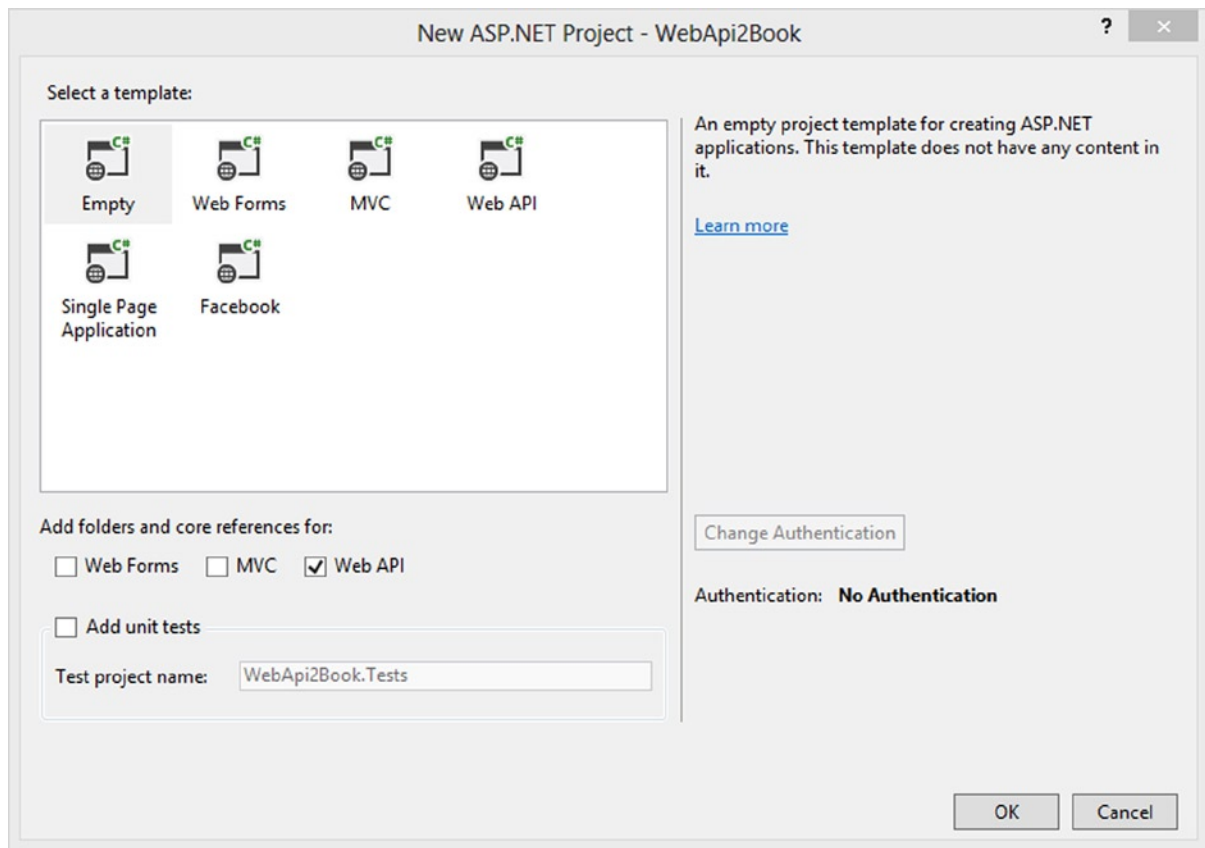 New ASP.NET Project - WebApi2Book
?
×
Select a template:
C#
C#
C#
C#
Empty
Web Forms
MVC
Web API
C#
C#
Single Page
Application
Facebook
An empty project template for creating ASP.NET
applications. This template does not have any content in
it.
Learn more
Add folders and core references for:
Web Forms
MVC
Web API
Add unit tests
Test project name:
WebApi2Book.Tests
Change Authentication
Authentication: No Authentication
OK
Cancel